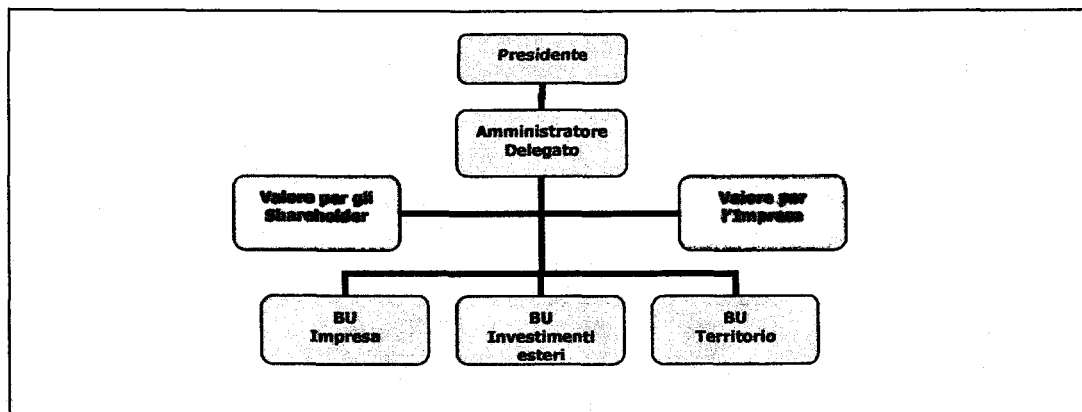 Presidente
Amministratore
Delegato
Valore per gli
Shareholder
Valore per
l'Impresa
BU
Impresa
BU
Investimenti
esteri
BU
Territorio